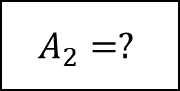 A₂ =?